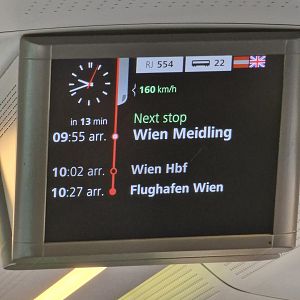 RJ 554
22
160 km/h
in 13 min
Next stop
09:55 arr. Wien Meidling
10:02 arr. Wien Hbf
10:27 arr. Flughafen Wien